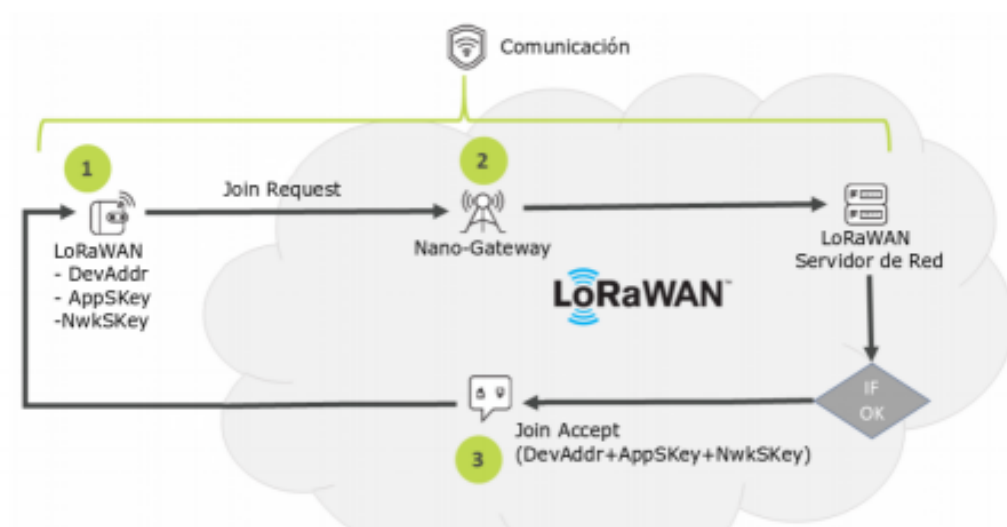 Comunicación
1
2
Join Request
LoRaWAN
- DevAddr
- AppSKey
-NwkSKey
Nano-Gateway
LoRaWAN
Servidor de Red
LoRaWAN™
IF
OK
3
Join Accept
(DevAddr+AppSKey+NwkSKey)